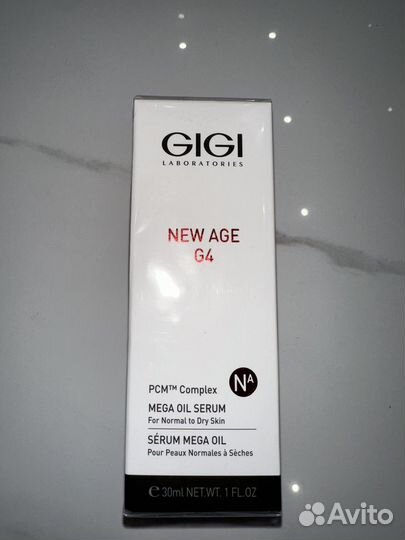 GIGI
LABORATORIES
NEW AGE
G4
NA
PCM™ Complex
MEGA OIL SERUM
For Normal to Dry Skin
SÉRUM MEGA OIL
Pour Peaux Normales à Sèches
℮ 30ml NET.WT. 1 FL.OZ
Avito